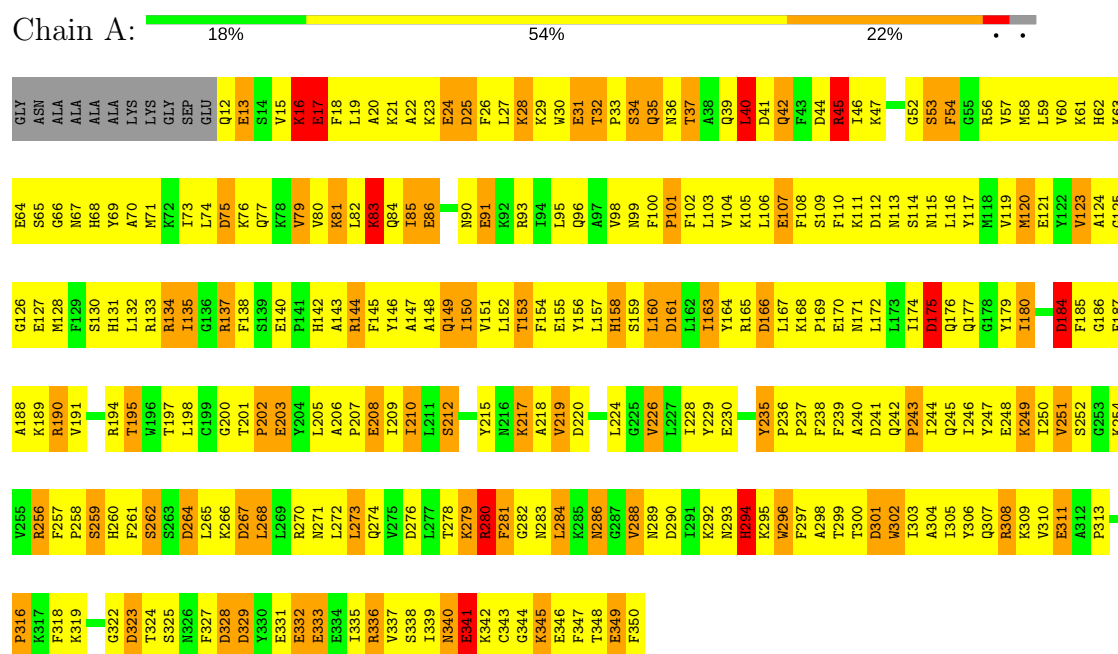 Chain A:
18% 54% 22% • •
GLY ASN ALA ALA ALA ALA LYS LYS GLY SEP GLU Q12 E13 S14 V15 K16 E17 F18 L19 A20 K21 A22 K23 E24 D25 F26 L27 K28 K29 W30 E31 T32 P33 S34 Q35 N36 T37 A38 Q39 L40 D41 Q42 F43 D44 R45 I46 K47 G52 S53 F54 G55 R56 V57 M58 L59 V60 K61 H62 K63
E64 S65 G66 N67 H68 Y69 A70 M71 K72 I73 L74 D75 K76 Q77 K78 V79 V80 K81 L82 K83 Q84 I85 E86 N90 E91 K92 R93 I94 L95 Q96 A97 V98 N99 F100 P101 F102 L103 V104 K105 L106 E107 F108 S109 F110 K111 D112 N113 S114 N115 L116 Y117 M118 V119 M120 E121 Y122 V123 A124 G125
G126 E127 M128 F129 S130 H131 L132 R133 R134 I135 G136 R137 F138 S139 E140 P141 H142 A143 R144 F145 Y146 A147 A148 Q149 I150 V151 L152 T153 F154 E155 Y156 L157 H158 S159 L160 D161 L162 I163 Y164 R165 D166 L167 K168 P169 E170 N171 L172 L173 I174 D175 Q176 Q177 G178 Y179 I180 D184 F185 G186 F187
A188 K189 R190 V191 R194 T195 W196 T197 L198 C199 G200 T201 P202 E203 Y204 L205 A206 P207 E208 I209 I210 L211 S212 Y215 N216 K217 A218 V219 D220 L224 G225 V226 L227 I228 Y229 E230 Y235 P236 P237 F238 F239 A240 D241 Q242 P243 I244 Q245 I246 Y247 E248 K249 I250 V251 S252 G253 K254
V255 R256 F257 P258 S259 H260 F261 S262 S263 D264 L265 K266 D267 L268 L269 R270 N271 L272 L273 Q274 V275 D276 L277 T278 K279 R280 F281 G282 N283 L284 K285 N286 G287 V288 N289 D290 I291 K292 N293 H294 K295 W296 F297 A298 T299 T300 D301 W302 I303 A304 I305 Y306 Q307 R308 K309 V310 E311 A312 P313
P316 K317 F318 K319 G322 D323 T324 S325 N326 F327 D328 D329 Y330 E331 E332 E333 E334 I335 R336 V337 S338 I339 N340 E341 K342 C343 G344 K345 E346 F347 T348 E349 F350